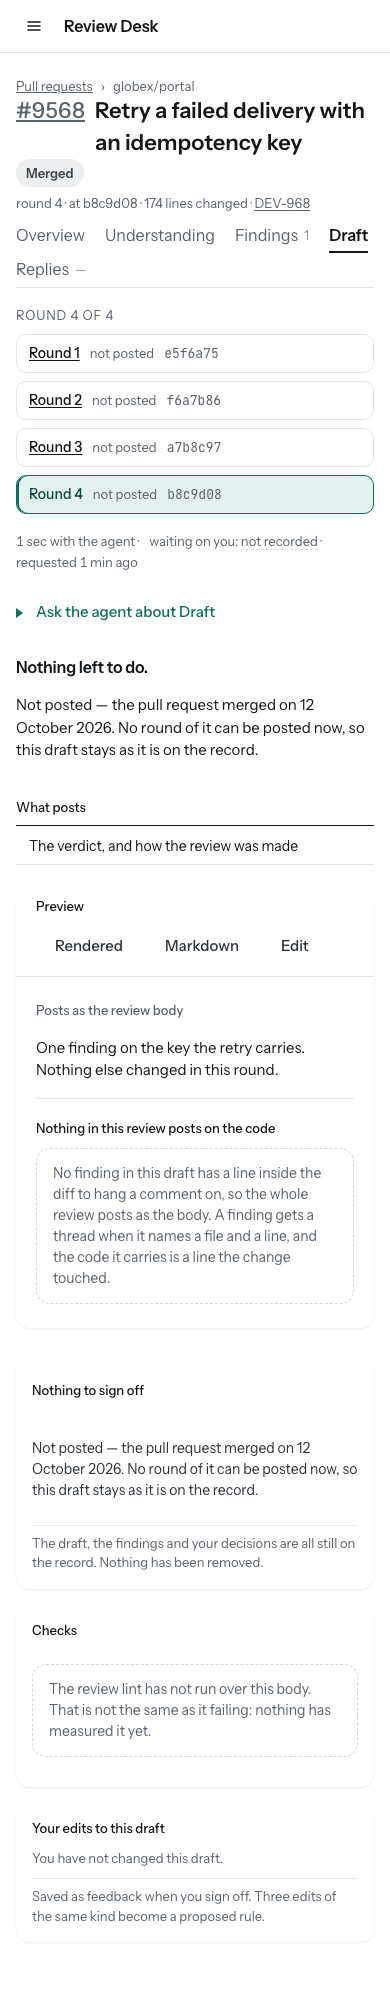 Review Desk
Pull requests › globex/portal
#9568 Retry a failed delivery with
an idempotency key
Merged
round 4 · at b8c9d08 · 174 lines changed · DEV-968
Overview Understanding Findings 1 Draft
Replies —
ROUND 4 OF 4
Round 1 not posted e5f6a75
Round 2 not posted f6a7b86
Round 3 not posted a7b8c97
Round 4 not posted b8c9d08
1 sec with the agent · waiting on you: not recorded ·
requested 1 min ago
Ask the agent about Draft
Nothing left to do.
Not posted — the pull request merged on 12
October 2026. No round of it can be posted now, so
this draft stays as it is on the record.
What posts
The verdict, and how the review was made
Preview
Rendered Markdown Edit
Posts as the review body
One finding on the key the retry carries.
Nothing else changed in this round.
Nothing in this review posts on the code
No finding in this draft has a line inside the
diff to hang a comment on, so the whole
review posts as the body. A finding gets a
thread when it names a file and a line, and
the code it carries is a line the change
touched.
Nothing to sign off
Not posted — the pull request merged on 12
October 2026. No round of it can be posted now, so
this draft stays as it is on the record.
The draft, the findings and your decisions are all still on
the record. Nothing has been removed.
Checks
The review lint has not run over this body.
That is not the same as it failing: nothing has
measured it yet.
Your edits to this draft
You have not changed this draft.
Saved as feedback when you sign off. Three edits of
the same kind become a proposed rule.